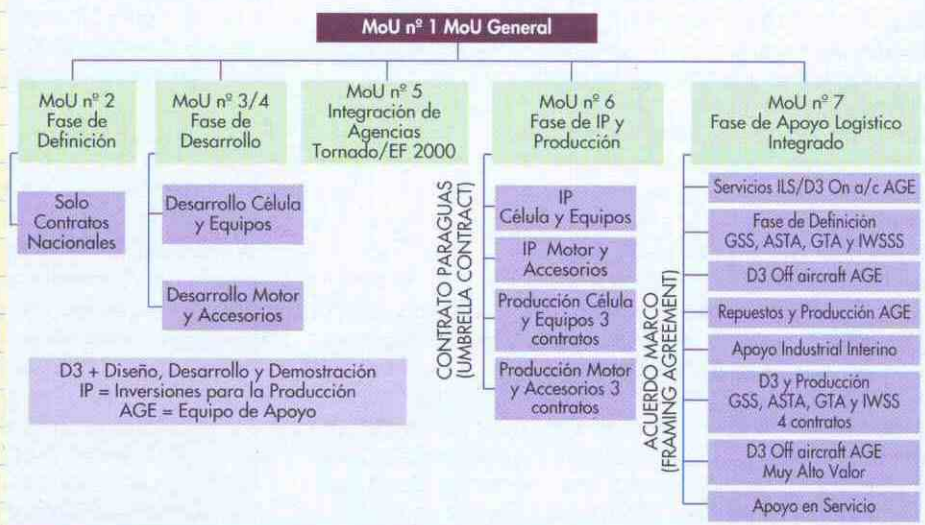 MoU nº 1 MoU General
MoU nº 2
Fase de
Definición
Solo
Contratos
Nacionales
MoU nº 3/4
Fase de
Desarrollo
Desarrollo Célula
y Equipos
Desarrollo Motor
y Accesorios
MoU nº 5
Integración de
Agencias
Tornado/EF 2000
MoU nº 6
Fase de IP y
Producción
CONTRATO PARAGUAS
(UMBRELLA CONTRACT)
IP
Célula y Equipos
IP Motor y
Accesorios
Producción Célula
y Equipos 3
contratos
Producción Motor
y Accesorios 3
contratos
MoU nº 7
Fase de Apoyo Logístico
Integrado
ACUERDO MARCO
(FRAMING AGREEMENT)
Servicios ILS/D3 On a/c AGE
Fase de Definición
GSS, ASTA, GTA y IWSSS
D3 Off aircraft AGE
Repuestos y Producción AGE
Apoyo Industrial Interino
D3 y Producción
GSS, ASTA, GTA y IWSS
4 contratos
D3 Off aircraft AGE
Muy Alto Valor
Apoyo en Servicio
D3 + Diseño, Desarrollo y Demostración
IP = Inversiones para la Producción
AGE = Equipo de Apoyo